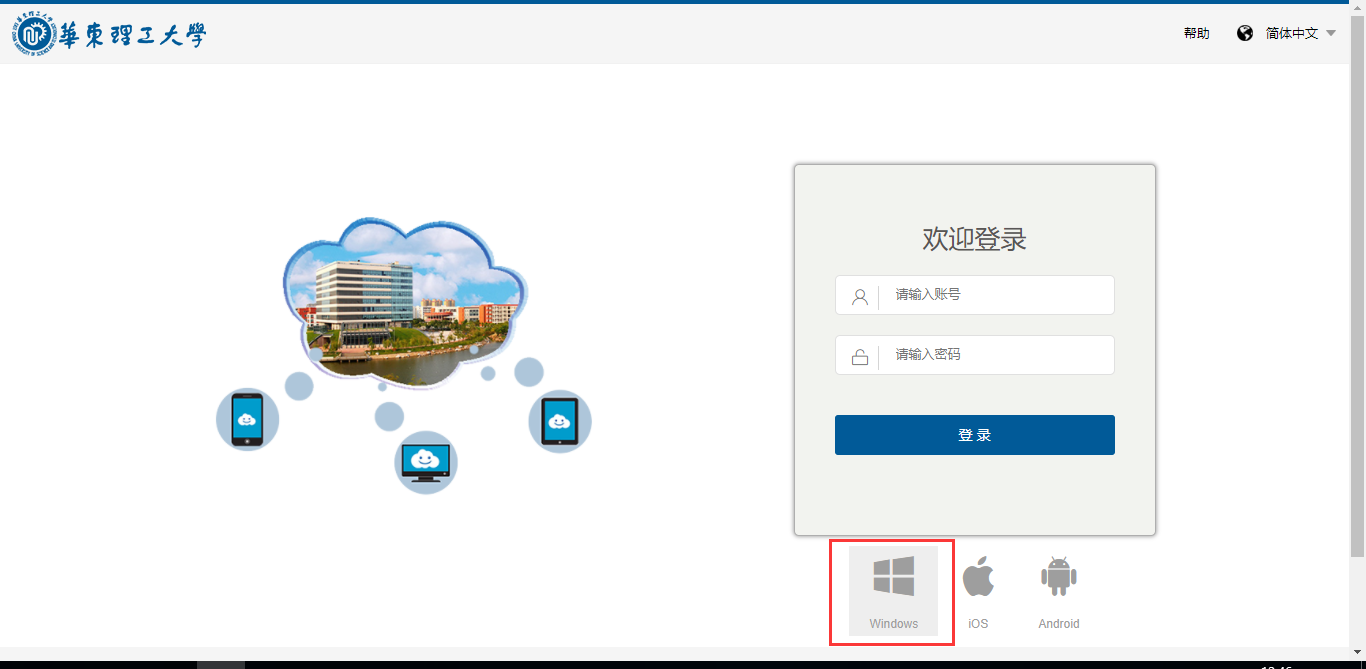 華東理工大學
帮助
简体中文
欢迎登录
请输入账号
请输入密码
登 录
Windows
iOS
Android